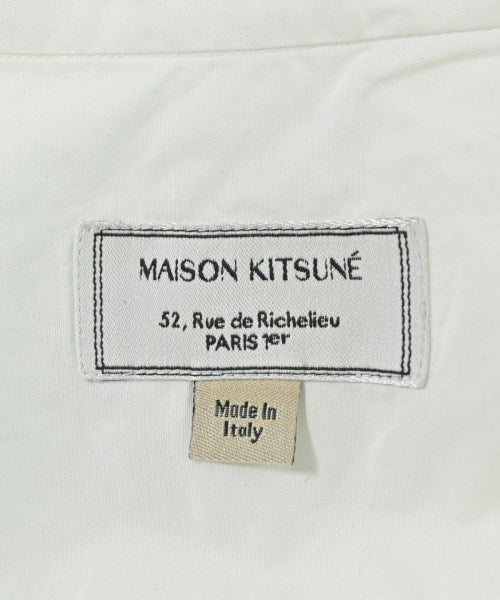 MAISON KITSUNÉ
52, Rue de Richelieu
PARIS 1er
Made In
Italy